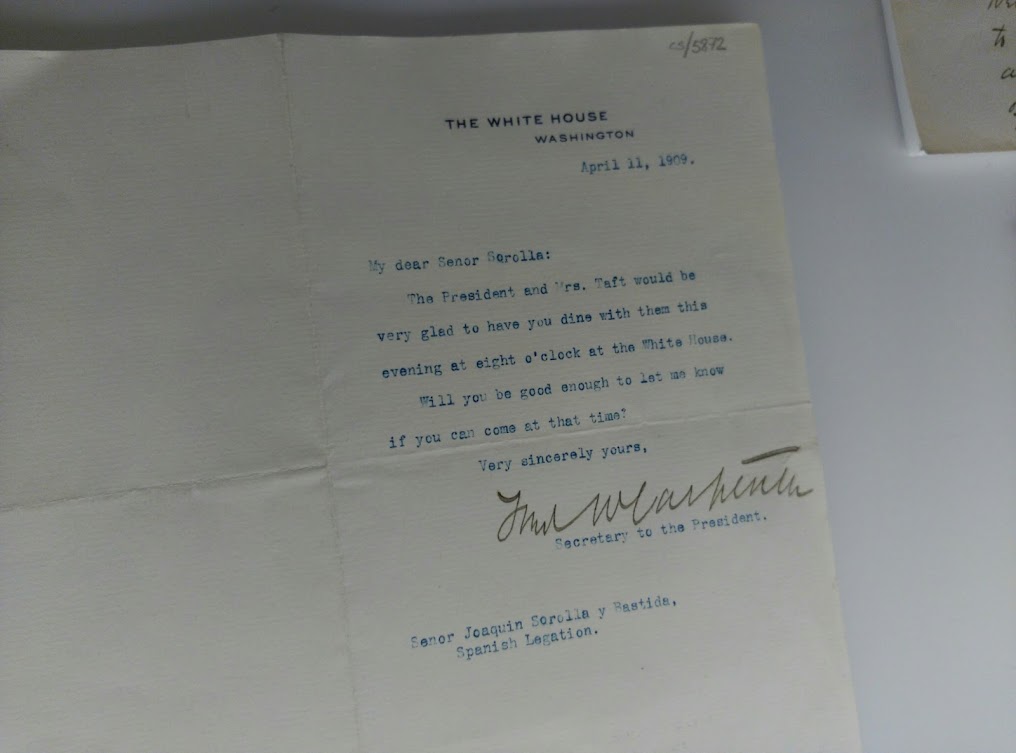 cs/5872
THE WHITE HOUSE
WASHINGTON
April 11, 1909.
My dear Senor Sorolla:
The President and Mrs. Taft would be
very glad to have you dine with them this
evening at eight o'clock at the White House.
Will you be good enough to let me know
if you can come at that time?
Very sincerely yours,
Fred W Carpenter
Secretary to the President.
Senor Joaquin Sorolla y Bastida,
Spanish Legation.
to